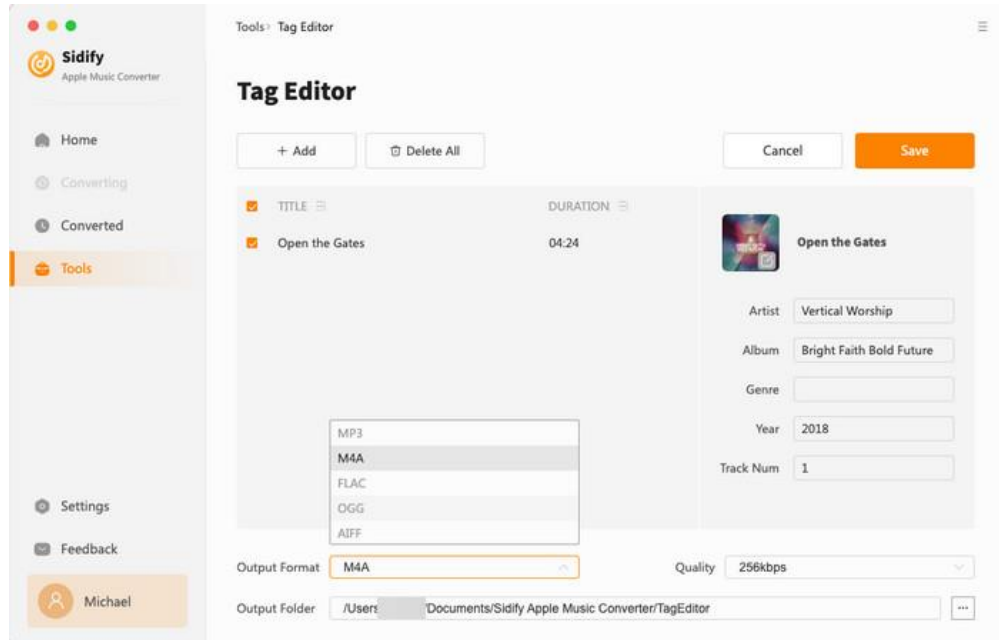 Tools> Tag Editor
Sidify
Apple Music Converter
Tag Editor
Home
Converting
Converted
Tools
Settings
Feedback
Michael
+ Add
Delete All
Cancel
Save
TITLE
DURATION
Open the Gates
04:24
Open the Gates
Artist
Vertical Worship
Album
Bright Faith Bold Future
Genre
Year
2018
Track Num
1
MP3
M4A
FLAC
OGG
AIFF
Output Format
M4A
Quality
256kbps
Output Folder
/Users /Documents/Sidify Apple Music Converter/TagEditor
...